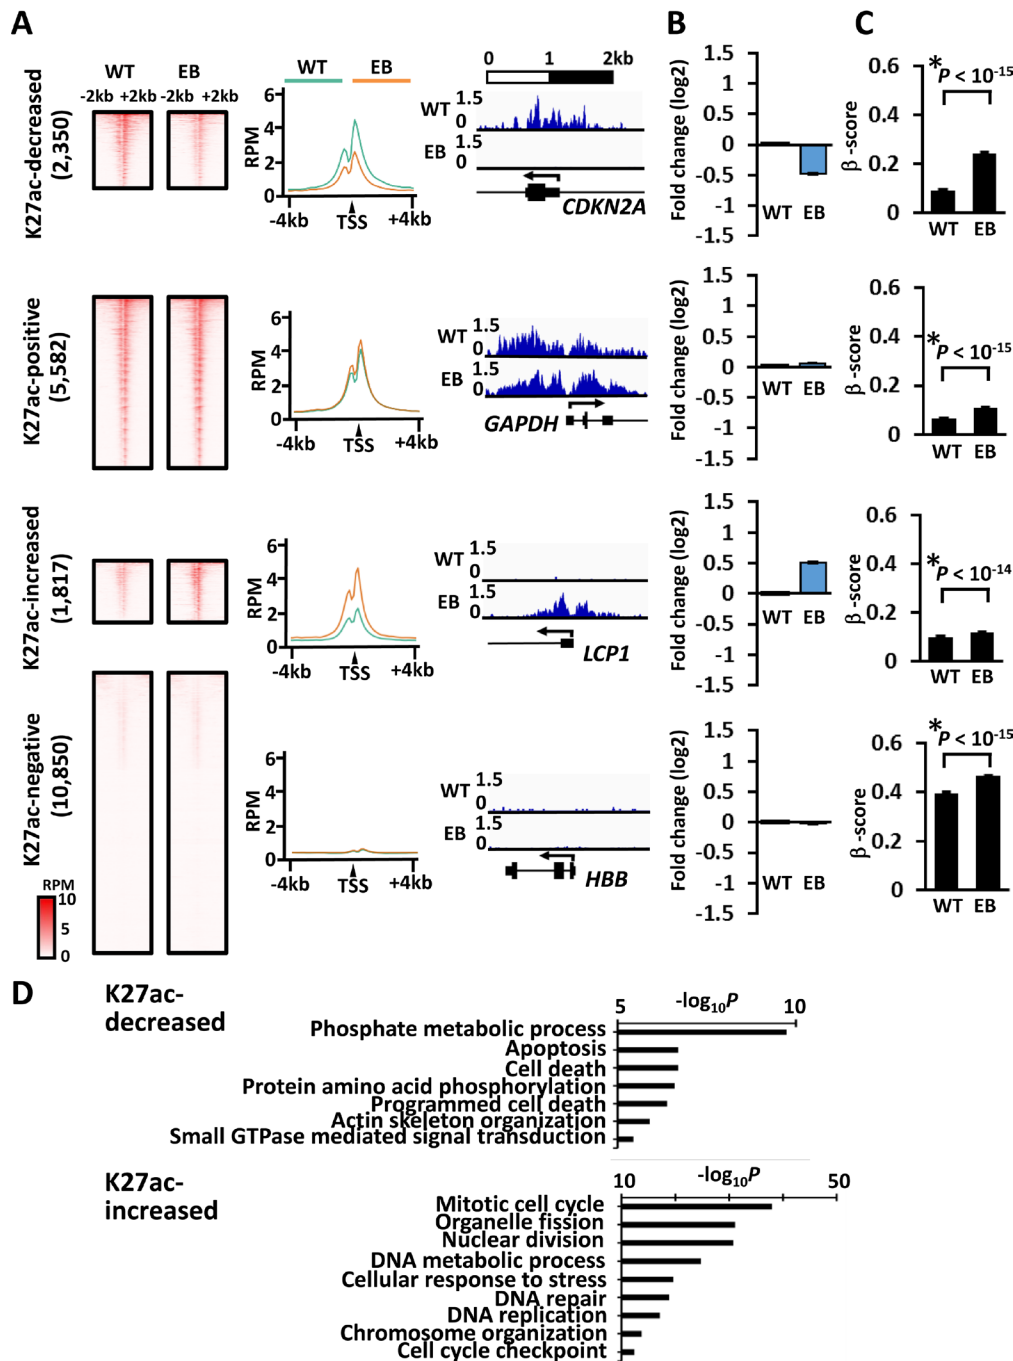 A
B
C
K27ac-decreased
(2,350)
WT EB
-2kb +2kb -2kb +2kb
WT EB
RPM
6
4
2
0
-4kb TSS +4kb
0 1 2kb
WT 1.5
0
EB 1.5
0
CDKN2A
Fold change (log2)
1.5
1
0.5
0
-0.5
-1
-1.5
WT EB
β -score
0.6
0.4
0.2
0
* P < 10-15
WT EB
K27ac-positive
(5,582)
RPM
6
4
2
0
-4kb TSS +4kb
WT 1.5
0
EB 1.5
0
GAPDH
Fold change (log2)
1.5
1
0.5
0
-0.5
-1
-1.5
WT EB
β -score
0.6
0.4
0.2
0
* P < 10-15
WT EB
K27ac-increased
(1,817)
RPM
6
4
2
0
-4kb TSS +4kb
WT 1.5
0
EB 1.5
0
LCP1
Fold change (log2)
1.5
1
0.5
0
-0.5
-1
-1.5
WT EB
β -score
0.6
0.4
0.2
0
* P < 10-14
WT EB
K27ac-negative
(10,850)
RPM
10
5
0
RPM
6
4
2
0
-4kb TSS +4kb
WT 1.5
0
EB 1.5
0
HBB
Fold change (log2)
1.5
1
0.5
0
-0.5
-1
-1.5
WT EB
β -score
0.6
0.4
0.2
0
* P < 10-15
WT EB
D
K27ac-
decreased
5 -log10P 10
Phosphate metabolic process
Apoptosis
Cell death
Protein amino acid phosphorylation
Programmed cell death
Actin skeleton organization
Small GTPase mediated signal transduction
K27ac-
increased
10 -log10P 50
Mitotic cell cycle
Organelle fission
Nuclear division
DNA metabolic process
Cellular response to stress
DNA repair
DNA replication
Chromosome organization
Cell cycle checkpoint